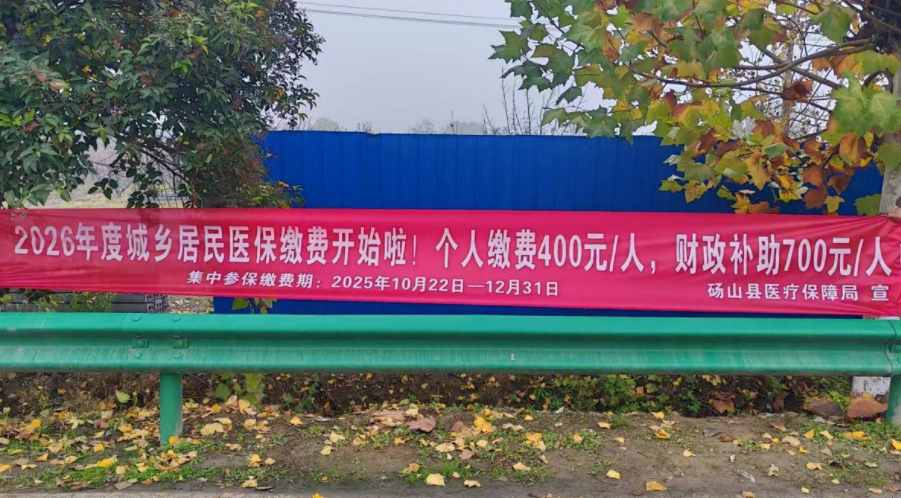 2026年度城乡居民医保缴费开始啦！个人缴费400元/人，财政补助700元/人
集中参保缴费期：2025年10月22日—12月31日
砀山县医疗保障局 宣